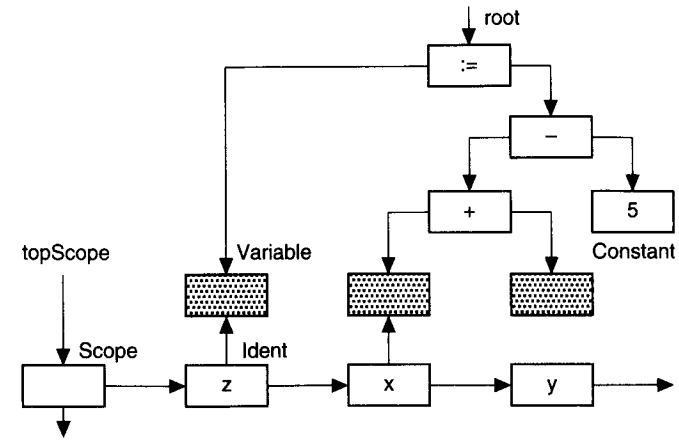 root
:=
–
+
5
topScope
Variable
Constant
Scope
Ident
z
x
y